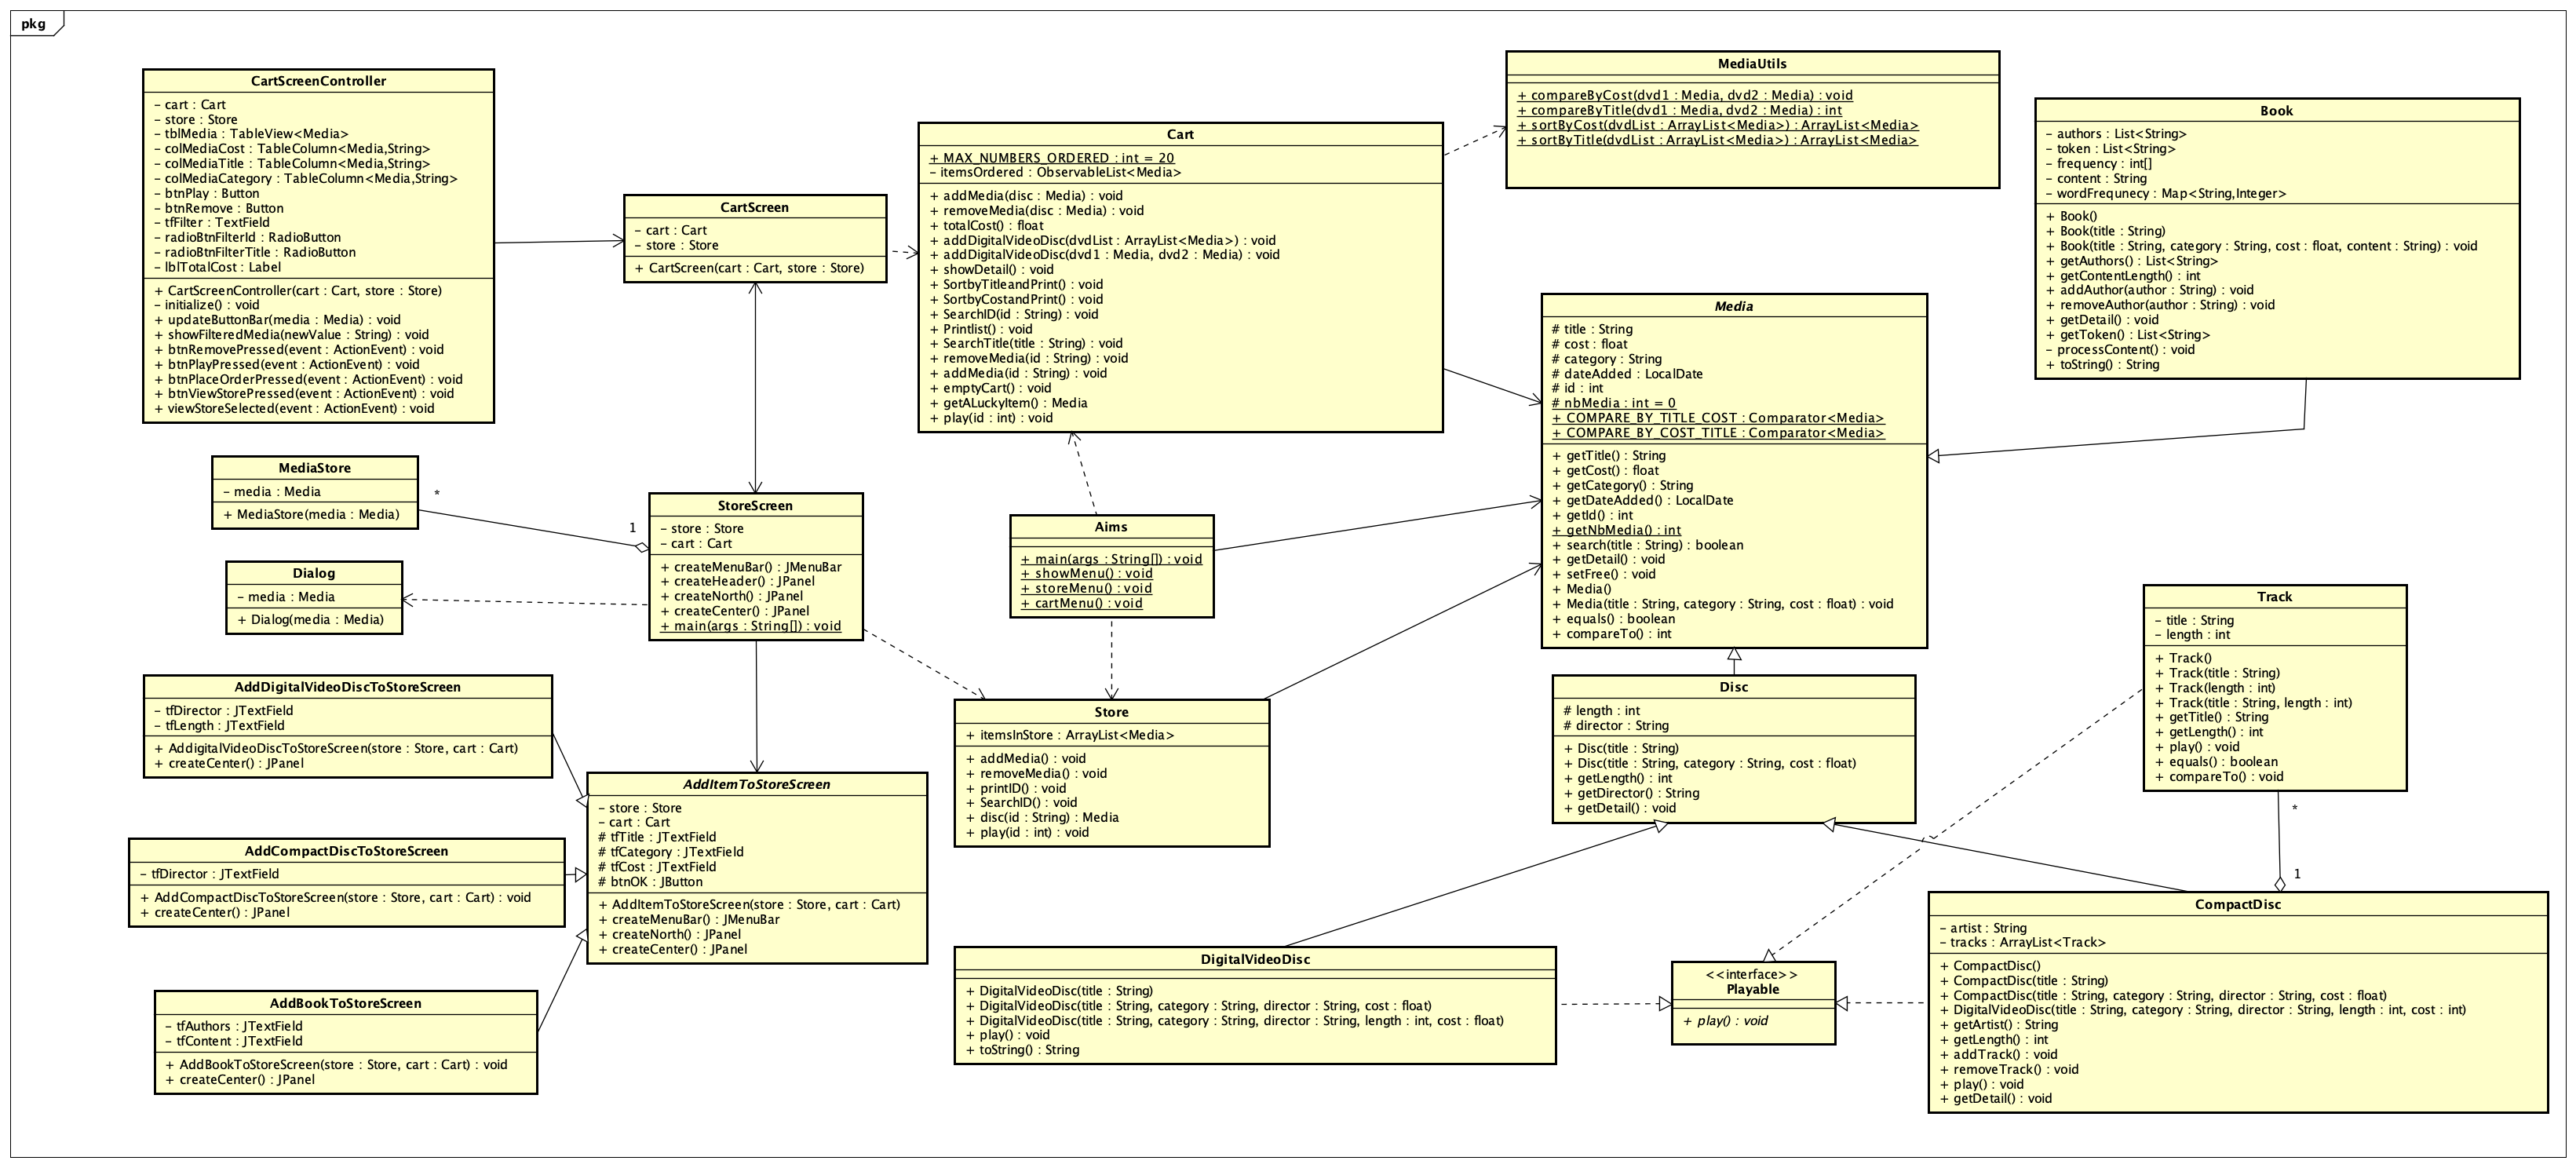 pkg
CartScreenController
– cart : Cart
– store : Store
– tblMedia : TableView<Media>
– colMediaCost : TableColumn<Media,String>
– colMediaTitle : TableColumn<Media,String>
– colMediaCategory : TableColumn<Media,String>
– btnPlay : Button
– btnRemove : Button
– tfFilter : TextField
– radioBtnFilterId : RadioButton
– radioBtnFilterTitle : RadioButton
– lblTotalCost : Label
+ CartScreenController(cart : Cart, store : Store)
– initialize() : void
+ updateButtonBar(media : Media) : void
+ showFilteredMedia(newValue : String) : void
+ btnRemovePressed(event : ActionEvent) : void
+ btnPlayPressed(event : ActionEvent) : void
+ btnPlaceOrderPressed(event : ActionEvent) : void
+ btnViewStorePressed(event : ActionEvent) : void
+ viewStoreSelected(event : ActionEvent) : void
CartScreen
– cart : Cart
– store : Store
+ CartScreen(cart : Cart, store : Store)
Cart
+ MAX_NUMBERS_ORDERED : int = 20
– itemsOrdered : ObservableList<Media>
+ addMedia(disc : Media) : void
+ removeMedia(disc : Media) : void
+ totalCost() : float
+ addDigitalVideoDisc(dvdList : ArrayList<Media>) : void
+ addDigitalVideoDisc(dvd1 : Media, dvd2 : Media) : void
+ showDetail() : void
+ SortbyTitleandPrint() : void
+ SortbyCostandPrint() : void
+ SearchID(id : String) : void
+ Printlist() : void
+ SearchTitle(title : String) : void
+ removeMedia(id : String) : void
+ addMedia(id : String) : void
+ emptyCart() : void
+ getALuckyItem() : Media
+ play(id : int) : void
MediaUtils
+ compareByCost(dvd1 : Media, dvd2 : Media) : void
+ compareByTitle(dvd1 : Media, dvd2 : Media) : int
+ sortByCost(dvdList : ArrayList<Media>) : ArrayList<Media>
+ sortByTitle(dvdList : ArrayList<Media>) : ArrayList<Media>
Book
– authors : List<String>
– token : List<String>
– frequency : int[]
– content : String
– wordFrequnecy : Map<String,Integer>
+ Book()
+ Book(title : String)
+ Book(title : String, category : String, cost : float, content : String) : void
+ getAuthors() : List<String>
+ getContentLength() : int
+ addAuthor(author : String) : void
+ removeAuthor(author : String) : void
+ getDetail() : void
+ getToken() : List<String>
– processContent() : void
+ toString() : String
Media
# title : String
# cost : float
# category : String
# dateAdded : LocalDate
# id : int
# nbMedia : int = 0
+ COMPARE_BY_TITLE_COST : Comparator<Media>
+ COMPARE_BY_COST_TITLE : Comparator<Media>
+ getTitle() : String
+ getCost() : float
+ getCategory() : String
+ getDateAdded() : LocalDate
+ getId() : int
+ getNbMedia() : int
+ search(title : String) : boolean
+ getDetail() : void
+ setFree() : void
+ Media()
+ Media(title : String, category : String, cost : float) : void
+ equals() : boolean
+ compareTo() : int
MediaStore
– media : Media
+ MediaStore(media : Media)
*
1
StoreScreen
– store : Store
– cart : Cart
+ createMenuBar() : JMenuBar
+ createHeader() : JPanel
+ createNorth() : JPanel
+ createCenter() : JPanel
+ main(args : String[]) : void
Dialog
– media : Media
+ Dialog(media : Media)
Aims
+ main(args : String[]) : void
+ showMenu() : void
+ storeMenu() : void
+ cartMenu() : void
Track
– title : String
– length : int
+ Track()
+ Track(title : String)
+ Track(length : int)
+ Track(title : String, length : int)
+ getTitle() : String
+ getLength() : int
+ play() : void
+ equals() : boolean
+ compareTo() : void
*
1
AddDigitalVideoDiscToStoreScreen
– tfDirector : JTextField
– tfLength : JTextField
+ AddigitalVideoDiscToStoreScreen(store : Store, cart : Cart)
+ createCenter() : JPanel
Store
+ itemsInStore : ArrayList<Media>
+ addMedia() : void
+ removeMedia() : void
+ printID() : void
+ SearchID() : void
+ disc(id : String) : Media
+ play(id : int) : void
Disc
# length : int
# director : String
+ Disc(title : String)
+ Disc(title : String, category : String, cost : float)
+ getLength() : int
+ getDirector() : String
+ getDetail() : void
AddItemToStoreScreen
– store : Store
– cart : Cart
# tfTitle : JTextField
# tfCategory : JTextField
# tfCost : JTextField
# btnOK : JButton
+ AddItemToStoreScreen(store : Store, cart : Cart)
+ createMenuBar() : JMenuBar
+ createNorth() : JPanel
+ createCenter() : JPanel
AddCompactDiscToStoreScreen
– tfDirector : JTextField
+ AddCompactDiscToStoreScreen(store : Store, cart : Cart) : void
+ createCenter() : JPanel
AddBookToStoreScreen
– tfAuthors : JTextField
– tfContent : JTextField
+ AddBookToStoreScreen(store : Store, cart : Cart) : void
+ createCenter() : JPanel
DigitalVideoDisc
+ DigitalVideoDisc(title : String)
+ DigitalVideoDisc(title : String, category : String, director : String, cost : float)
+ DigitalVideoDisc(title : String, category : String, director : String, length : int, cost : float)
+ play() : void
+ toString() : String
<<interface>>
Playable
+ play() : void
CompactDisc
– artist : String
– tracks : ArrayList<Track>
+ CompactDisc()
+ CompactDisc(title : String)
+ CompactDisc(title : String, category : String, director : String, cost : float)
+ DigitalVideoDisc(title : String, category : String, director : String, length : int, cost : int)
+ getArtist() : String
+ getLength() : int
+ addTrack() : void
+ removeTrack() : void
+ play() : void
+ getDetail() : void